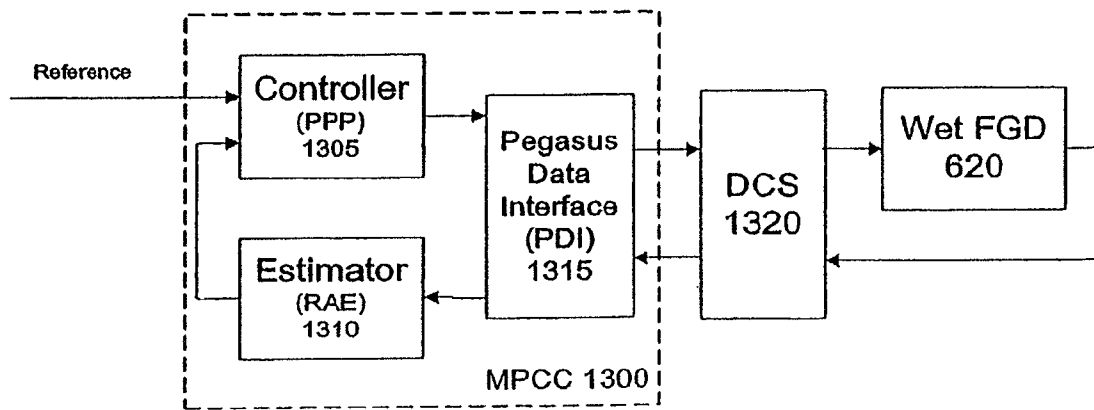 Reference
Controller
(PPP)
1305
Pegasus
Data
Interface
(PDI)
1315
Estimator
(RAE)
1310
MPCC 1300
DCS
1320
Wet FGD
620